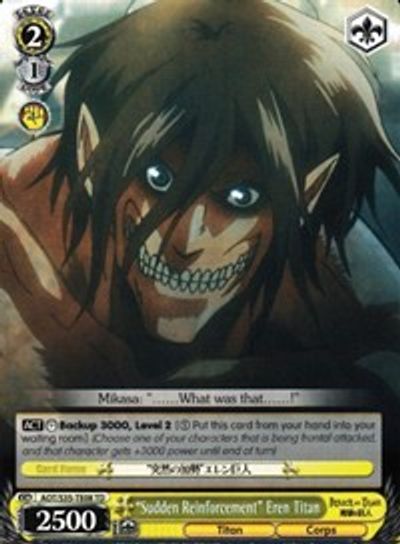 2
1
Mikasa: "......What was that......!"
ACT Backup 3000, Level 2 [Put this card from your hand into your
waiting room] (Choose one of your characters that is being frontal attacked,
and that character gets +3000 power until end of turn)
Card Name "突然の加勢"エレン巨人
"Sudden Reinforcement" Eren Titan
Attack on Titan
2500
Titan Corps